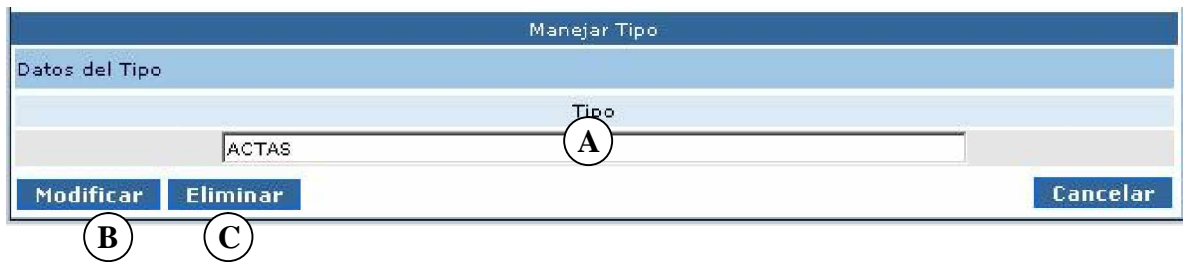 Manejar Tipo
Datos del Tipo
Tipo
ACTAS
A
Modificar Eliminar Cancelar
B C